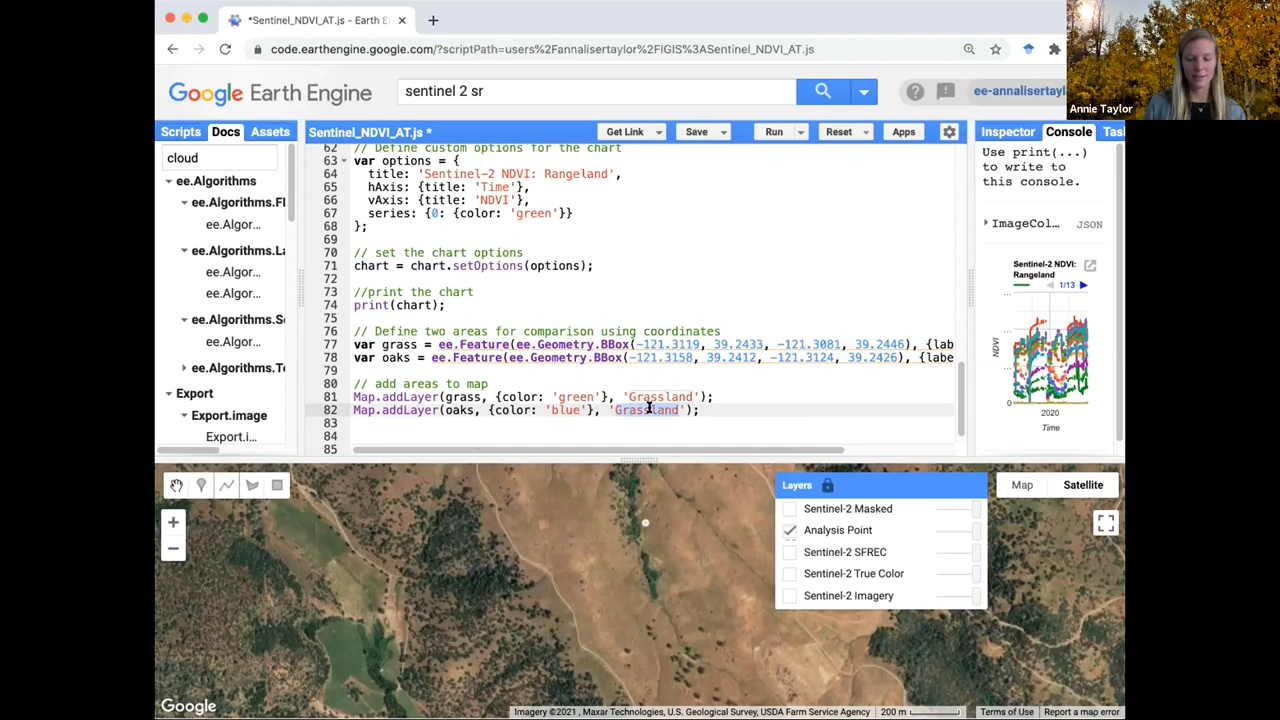 *Sentinel_NDVI_AT.js - Earth E
code.earthengine.google.com/?scriptPath=users%2Fannalisertaylor%2FIGIS%3ASentinel_NDVI_AT.js
Annie Taylor
Google Earth Engine
sentinel 2 sr
ee-annalisertaylo
Scripts Docs Assets
Sentinel_NDVI_AT.js *
Get Link Save Run Reset Apps
Inspector Console Tas
cloud
ee.Algorithms
ee.Algorithms.Fl
ee.Algor...
ee.Algorithms.La
ee.Algor...
ee.Algor...
ee.Algorithms.Se
ee.Algor...
ee.Algorithms.Te
Export
Export.image
Export.i...
62 // Define custom options for the chart
63 var options = {
64 title: 'Sentinel-2 NDVI: Rangeland',
65 hAxis: {title: 'Time'},
66 vAxis: {title: 'NDVI'},
67 series: {0: {color: 'green'}}
68 };
69
70 // set the chart options
71 chart = chart.setOptions(options);
72
73 //print the chart
74 print(chart);
75
76 // Define two areas for comparison using coordinates
77 var grass = ee.Feature(ee.Geometry.BBox(-121.3119, 39.2433, -121.3081, 39.2446), {lab
78 var oaks = ee.Feature(ee.Geometry.BBox(-121.3158, 39.2412, -121.3124, 39.2426), {labe
79
80 // add areas to map
81 Map.addLayer(grass, {color: 'green'}, 'Grassland');
82 Map.addLayer(oaks, {color: 'blue'}, 'Grassland');
83
84
85
Use print(...)
to write to
this console.
ImageCol... JSON
Sentinel-2 NDVI:
Rangeland
1/13
NDVI
0
2020
Time
Layers
Sentinel-2 Masked
Analysis Point
Sentinel-2 SFREC
Sentinel-2 True Color
Sentinel-2 Imagery
Map Satellite
Google
Imagery ©2021 , Maxar Technologies, U.S. Geological Survey, USDA Farm Service Agency
200 m
Terms of Use
Report a map error